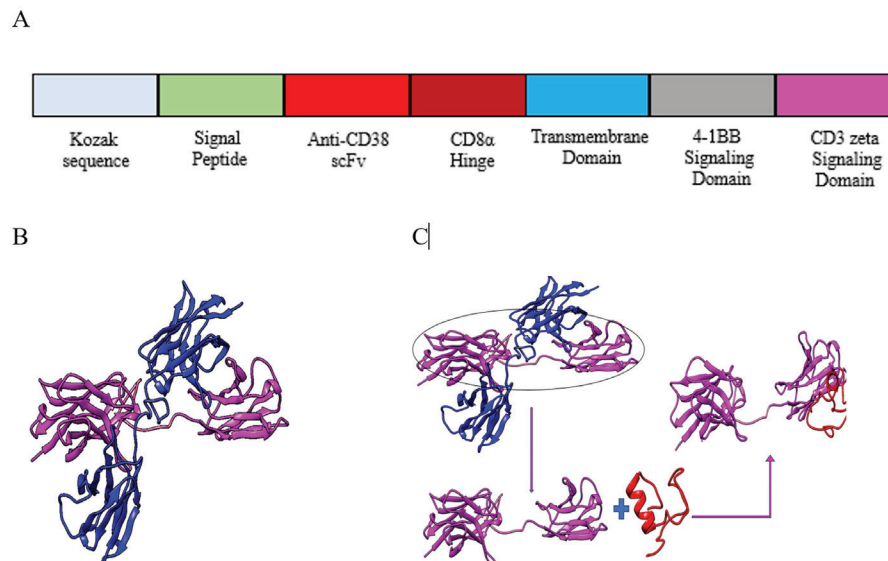 A
Kozak
sequence
Signal
Peptide
Anti-CD38
scFv
CD8α
Hinge
Transmembrane
Domain
4-1BB
Signaling
Domain
CD3 zeta
Signaling
Domain
B
C